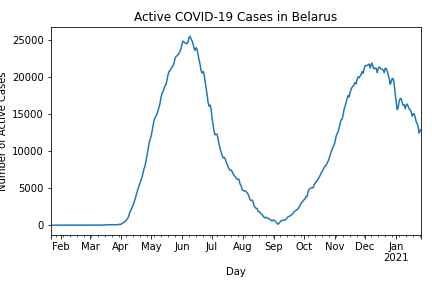 Active COVID-19 Cases in Belarus
Number of Active Cases
25000
20000
15000
10000
5000
0
Feb Mar Apr May Jun Jul Aug Sep Oct Nov Dec Jan
2021
Day